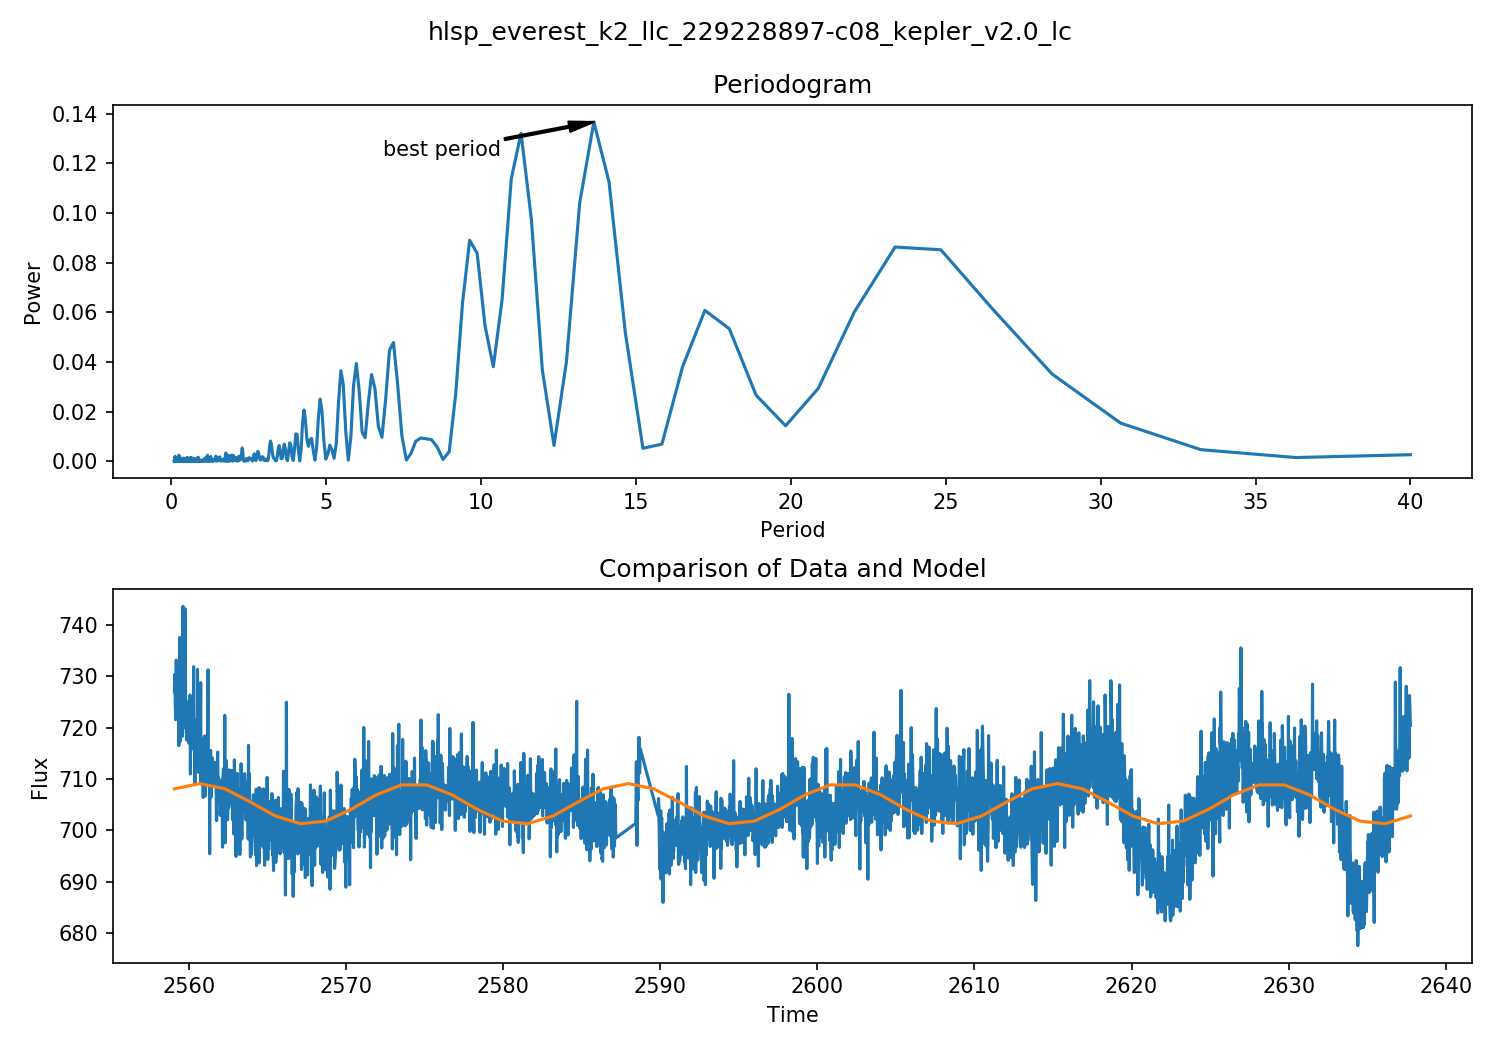 hlsp_everest_k2_llc_229228897-c08_kepler_v2.0_lc
Periodogram
0.14
0.12
0.10
0.08
0.06
0.04
0.02
0.00
Power
best period
0 5 10 15 20 25 30 35 40
Period
Comparison of Data and Model
740
730
720
710
700
690
680
Flux
2560 2570 2580 2590 2600 2610 2620 2630 2640
Time